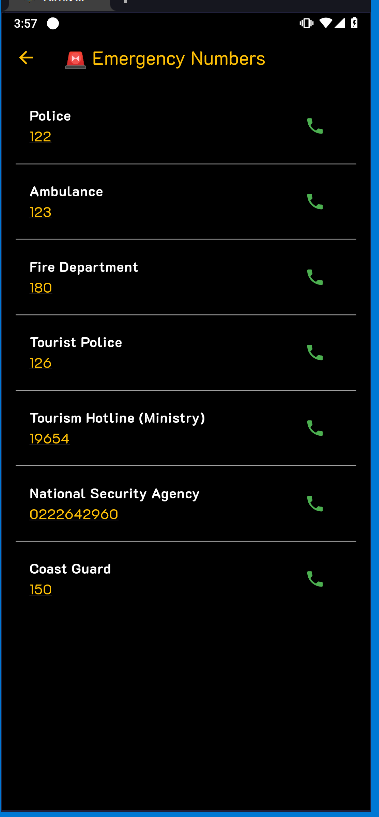 3:57
Emergency Numbers
Police
122
Ambulance
123
Fire Department
180
Tourist Police
126
Tourism Hotline (Ministry)
19654
National Security Agency
0222642960
Coast Guard
150